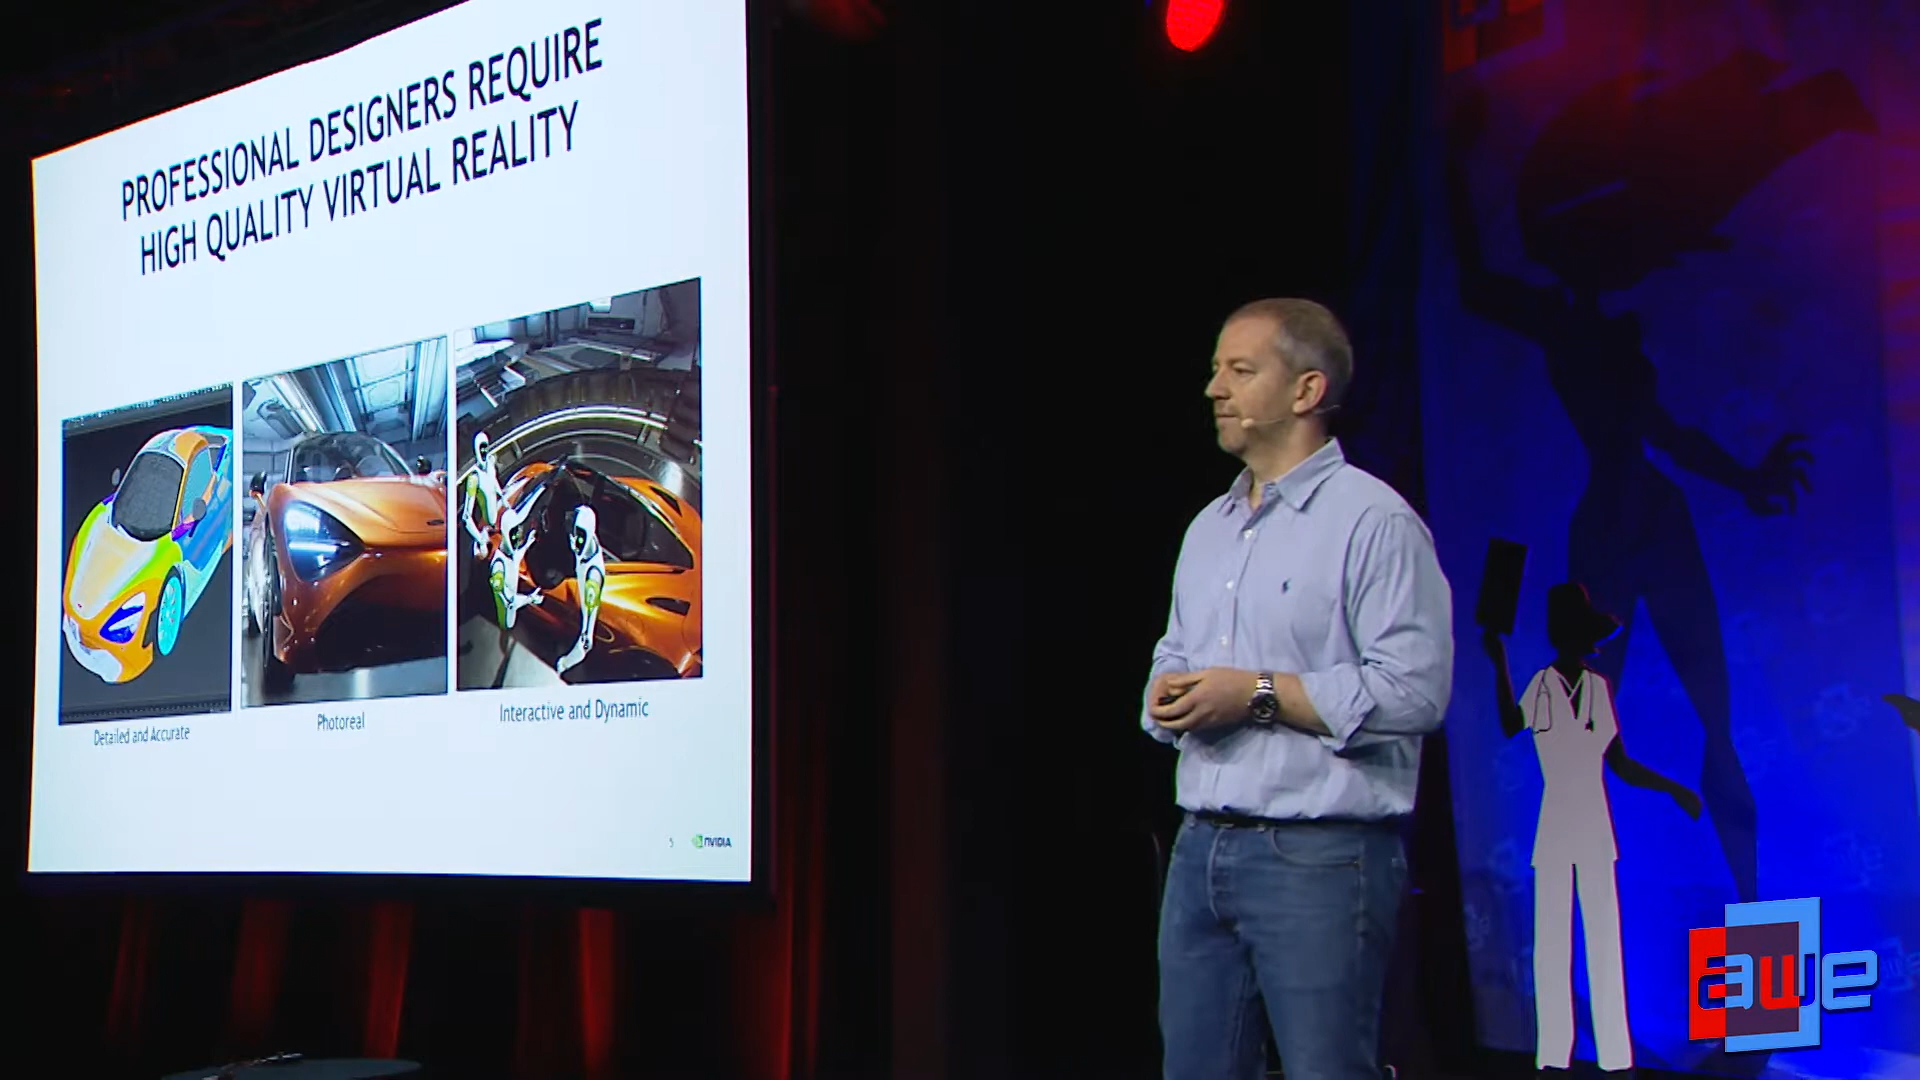 PROFESSIONAL DESIGNERS REQUIRE
HIGH QUALITY VIRTUAL REALITY
Detailed and Accurate
Photoreal
Interactive and Dynamic
5
NVIDIA
awe